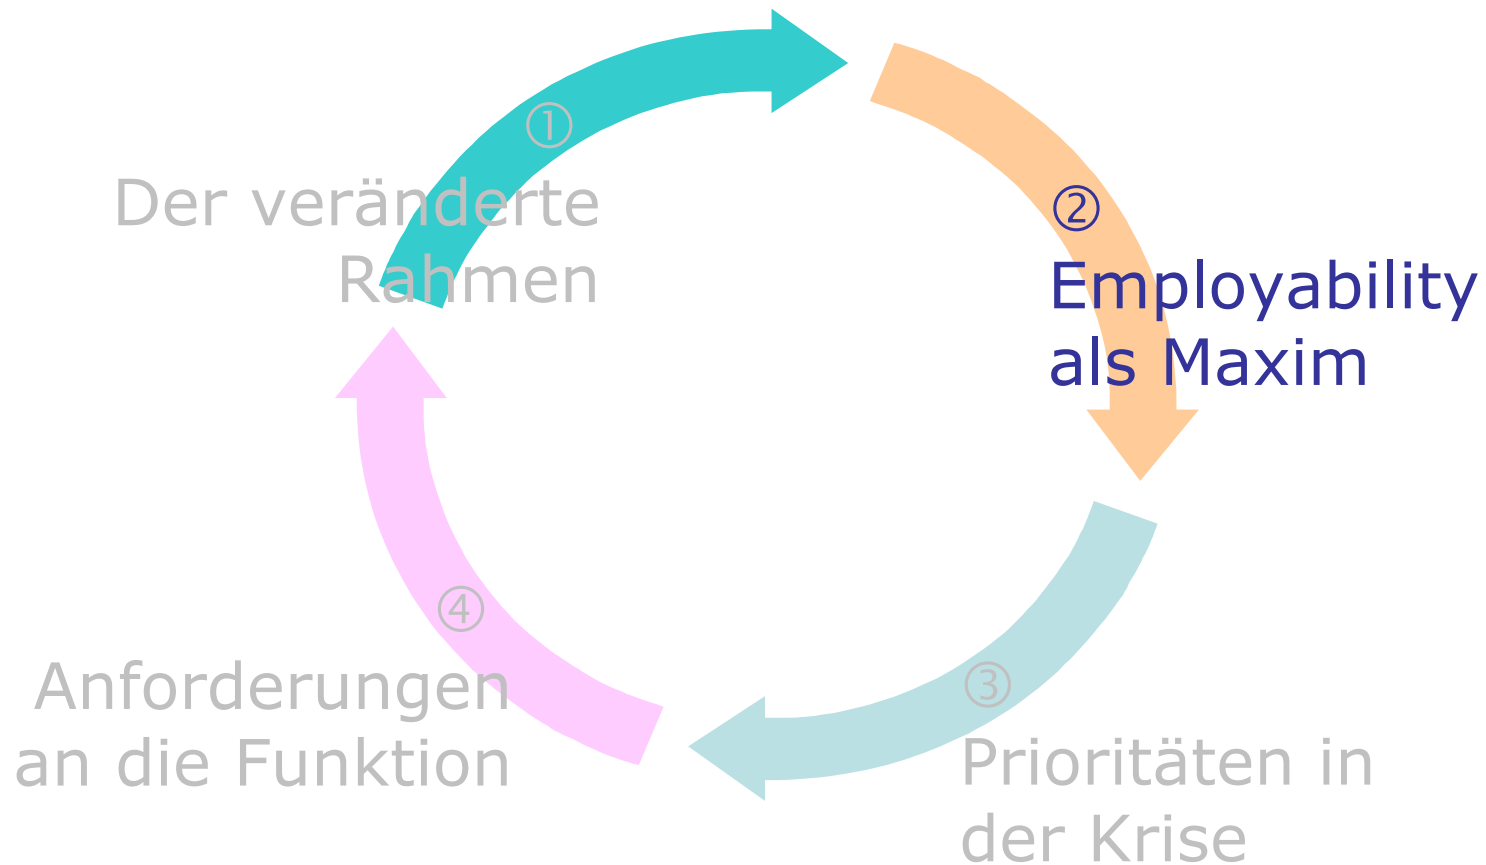 ①
Der veränderte
Rahmen
②
Employability
als Maxim
③
Prioritäten in
der Krise
④
Anforderungen
an die Funktion